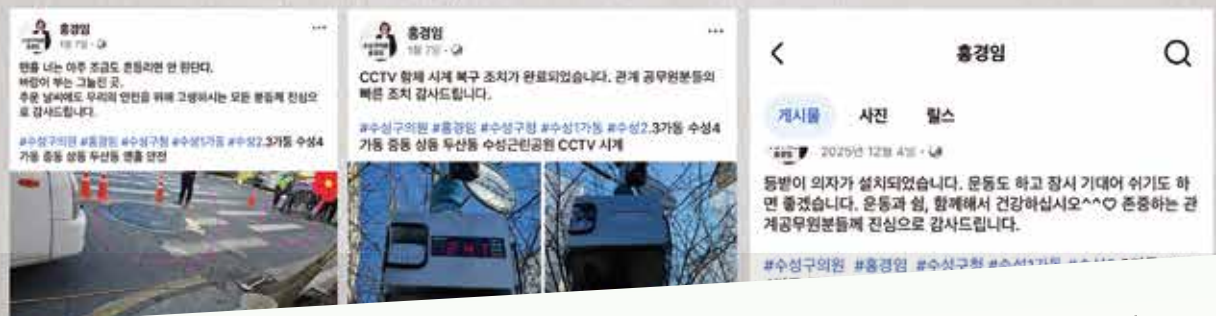 홍경임
1월 7일
맨홀 너는 아주 조금도 흔들리면 안 된단다.
바람이 부는 그늘진 곳.
추운 날씨에도 우리의 안전을 위해 고생하시는 모든 분들께 진심으
로 감사드립니다.
#수성구의원 #홍경임 #수성구청 #수성1가동 #수성2.3가동 수성4
가동 중동 상동 두산동 맨홀 안전
홍경임
1월 7일
CCTV 함체 시계 복구 조치가 완료되었습니다. 관계 공무원분들의
빠른 조치 감사드립니다.
#수성구의원 #홍경임 #수성구청 #수성1가동 #수성2.3가동 수성4
가동 중동 상동 두산동 수성근린공원 CCTV 시계
홍경임
게시물 사진 릴스
2025년 12월 4일
등받이 의자가 설치되었습니다. 운동도 하고 잠시 기대어 쉬기도 하
면 좋겠습니다. 운동과 쉼, 함께해서 건강하십시오^^♡ 존중하는 관
계공무원분들께 진심으로 감사드립니다.
#수성구의원 #홍경임 #수성구청 #수성1가동